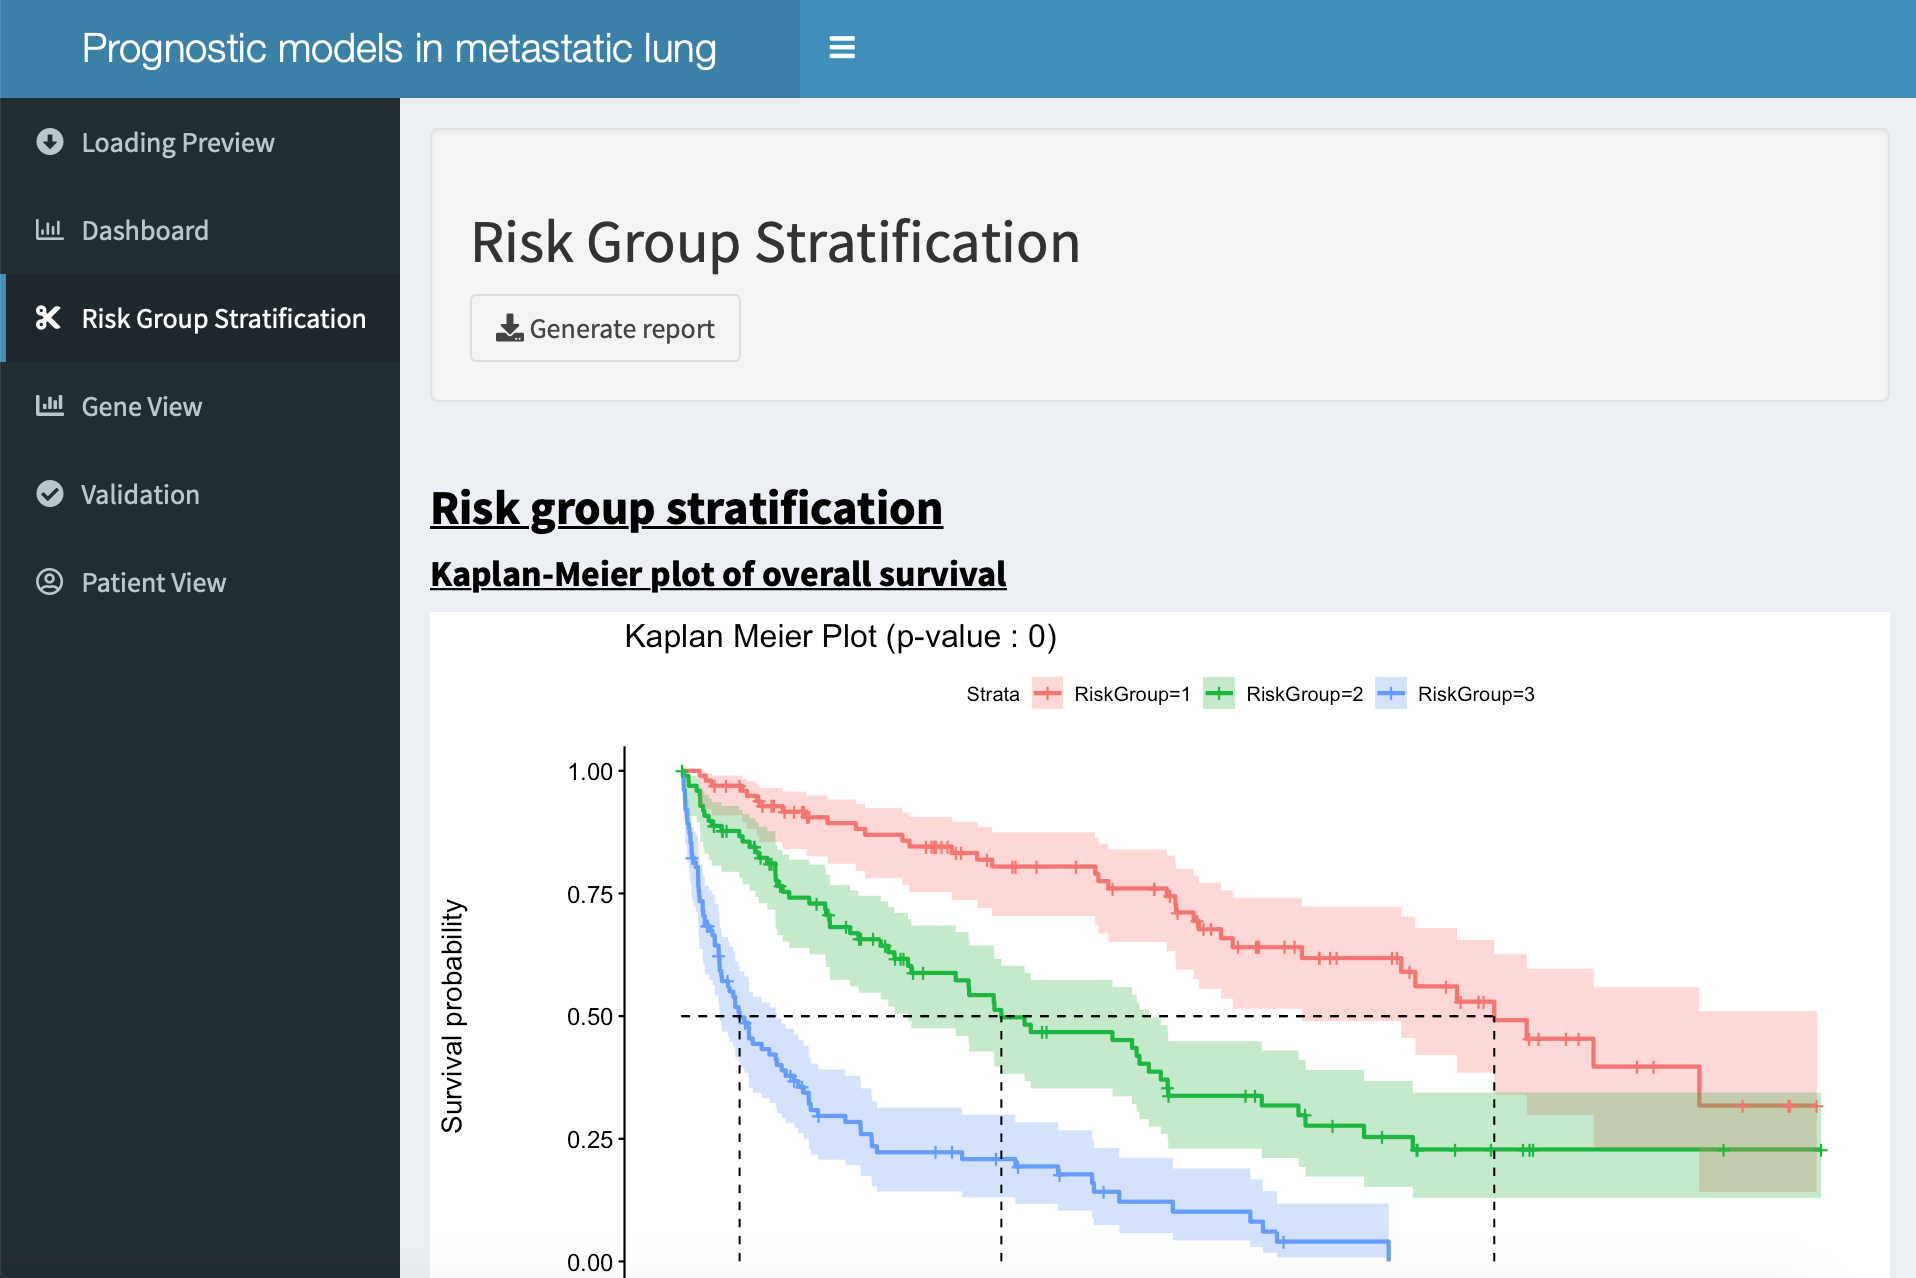 Prognostic models in metastatic lung
Loading Preview
Dashboard
Risk Group Stratification
Gene View
Validation
Patient View
Risk Group Stratification
Generate report
Risk group stratification
Kaplan-Meier plot of overall survival
Kaplan Meier Plot (p-value : 0)
Strata RiskGroup=1 RiskGroup=2 RiskGroup=3
Survival probability
1.00
0.75
0.50
0.25
0.00